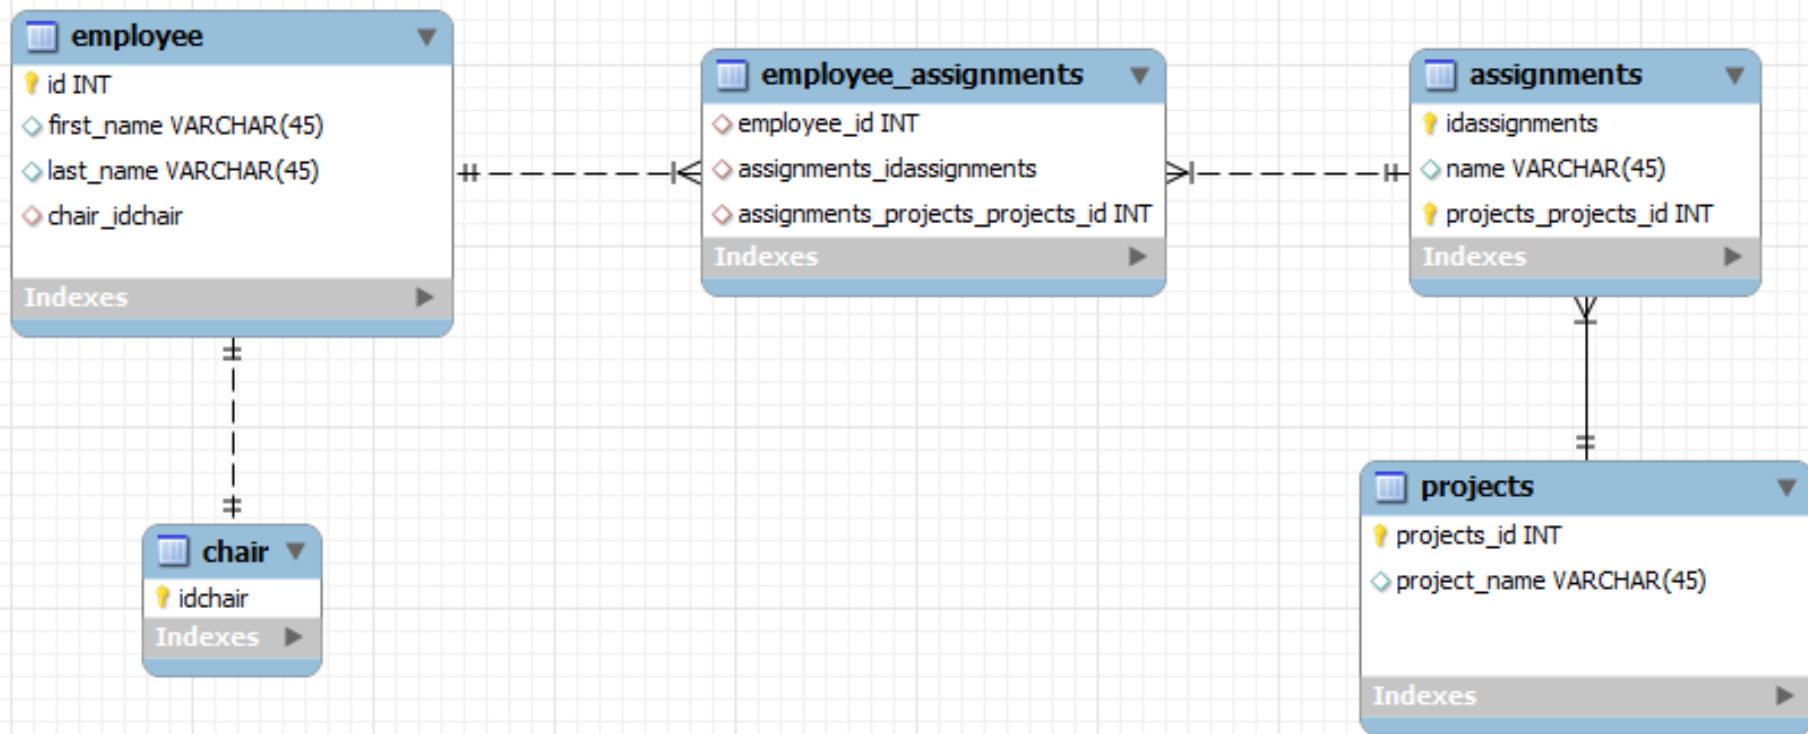 employee
id INT
first_name VARCHAR(45)
last_name VARCHAR(45)
chair_idchair
Indexes
employee_assignments
employee_id INT
assignments_idassignments
assignments_projects_projects_id INT
Indexes
assignments
idassignments
name VARCHAR(45)
projects_projects_id INT
Indexes
chair
idchair
Indexes
projects
projects_id INT
project_name VARCHAR(45)
Indexes